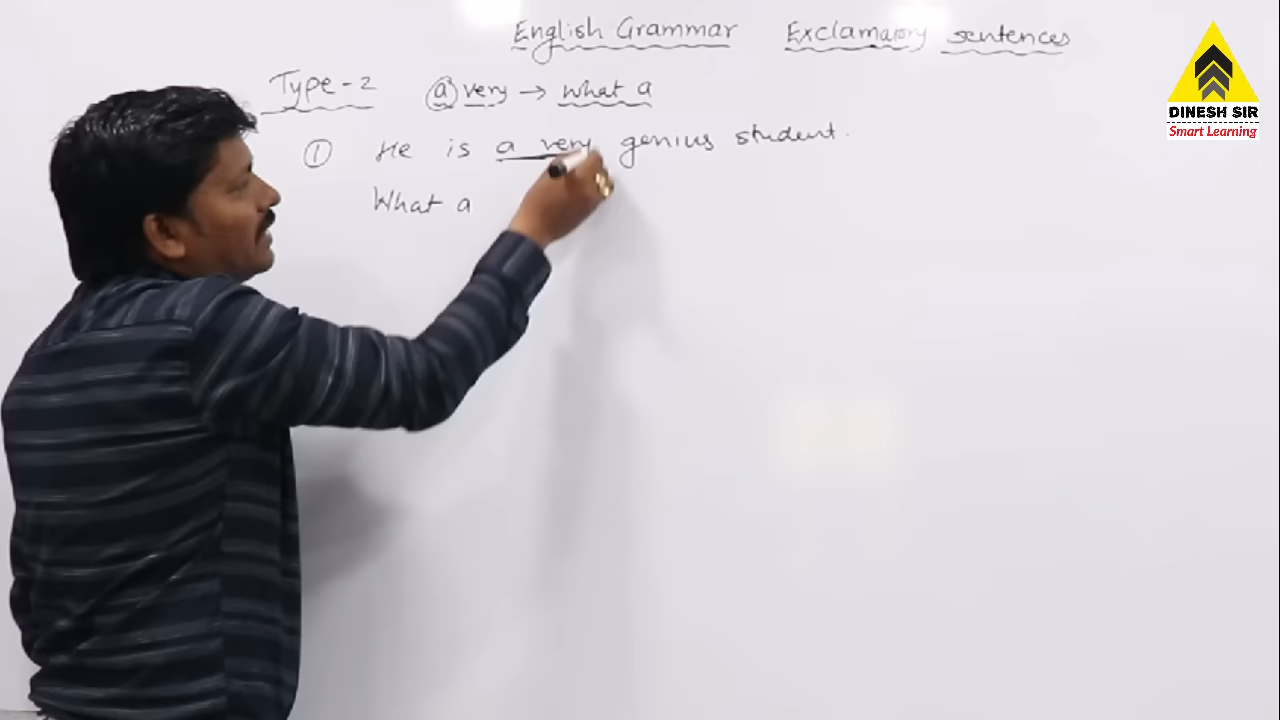 English Grammar Exclamatory sentences
Type-2 a very → What a
① He is a very genius student.
What a
DINESH SIR
Smart Learning